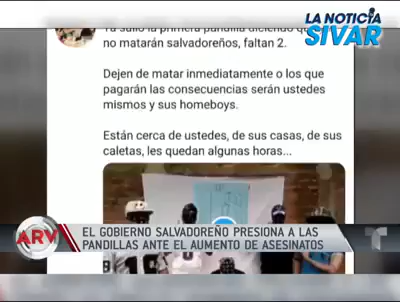 LA NOTICIA
SIVAR
Ya salió la primera pandilla diciendo que
no matarán salvadoreños, faltan 2.
Dejen de matar inmediatamente o los que
pagarán las consecuencias serán ustedes
mismos y sus homeboys.
Están cerca de ustedes, de sus casas, de sus
caletas, les quedan algunas horas...
ARV
EL GOBIERNO SALVADOREÑO PRESIONA A LAS
PANDILLAS ANTE EL AUMENTO DE ASESINATOS